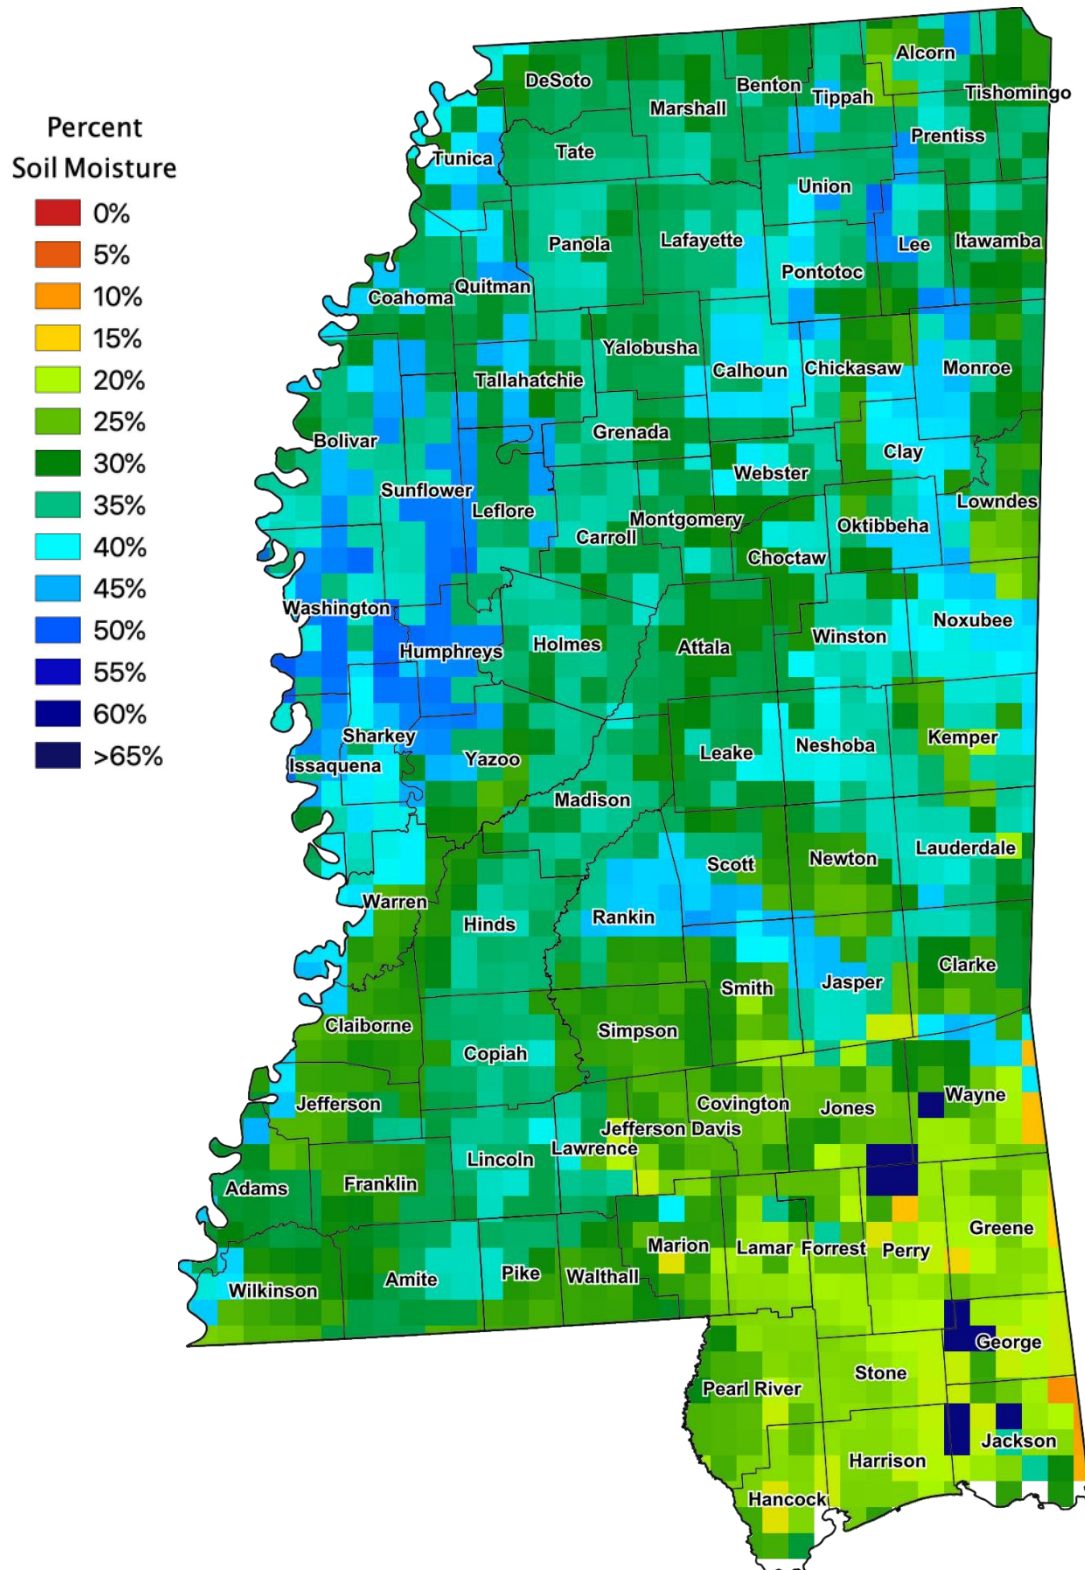 Percent
Soil Moisture
0%
5%
10%
15%
20%
25%
30%
35%
40%
45%
50%
55%
60%
>65%
Alcorn
DeSoto
Benton
Tippah
Tishomingo
Marshall
Prentiss
Tunica
Tate
Union
Panola
Lafayette
Lee
Itawamba
Pontotoc
Quitman
Coahoma
Yalobusha
Calhoun
Chickasaw
Monroe
Tallahatchie
Bolivar
Grenada
Clay
Webster
Sunflower
Leflore
Lowndes
Montgomery
Oktibbeha
Carroll
Choctaw
Washington
Noxubee
Winston
Holmes
Attala
Humphreys
Sharkey
Kemper
Neshoba
Leake
Yazoo
Issaquena
Madison
Lauderdale
Newton
Scott
Warren
Rankin
Hinds
Clarke
Jasper
Smith
Claiborne
Simpson
Copiah
Wayne
Jefferson
Covington
Jones
Jefferson Davis
Lawrence
Lincoln
Franklin
Adams
Greene
Marion
Lamar
Forrest
Perry
Pike
Walthall
Amite
Wilkinson
George
Stone
Pearl River
Jackson
Harrison
Hancock